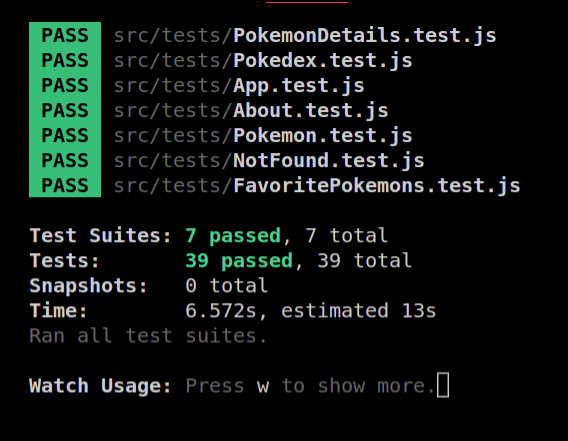 PASS src/tests/PokemonDetails.test.js
PASS src/tests/Pokedex.test.js
PASS src/tests/App.test.js
PASS src/tests/About.test.js
PASS src/tests/Pokemon.test.js
PASS src/tests/NotFound.test.js
PASS src/tests/FavoritePokemons.test.js
Test Suites: 7 passed, 7 total
Tests: 39 passed, 39 total
Snapshots: 0 total
Time: 6.572s, estimated 13s
Ran all test suites.
Watch Usage: Press w to show more.